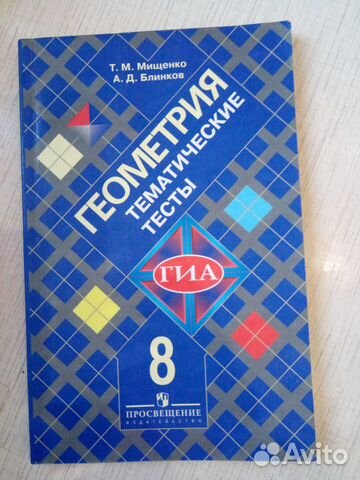 Т. М. Мищенко
А. Д. Блинков
ГЕОМЕТРИЯ
ТЕМАТИЧЕСКИЕ
ТЕСТЫ
ГИА
8
ПРОСВЕЩЕНИЕ
ИЗДАТЕЛЬСТВО
Avito